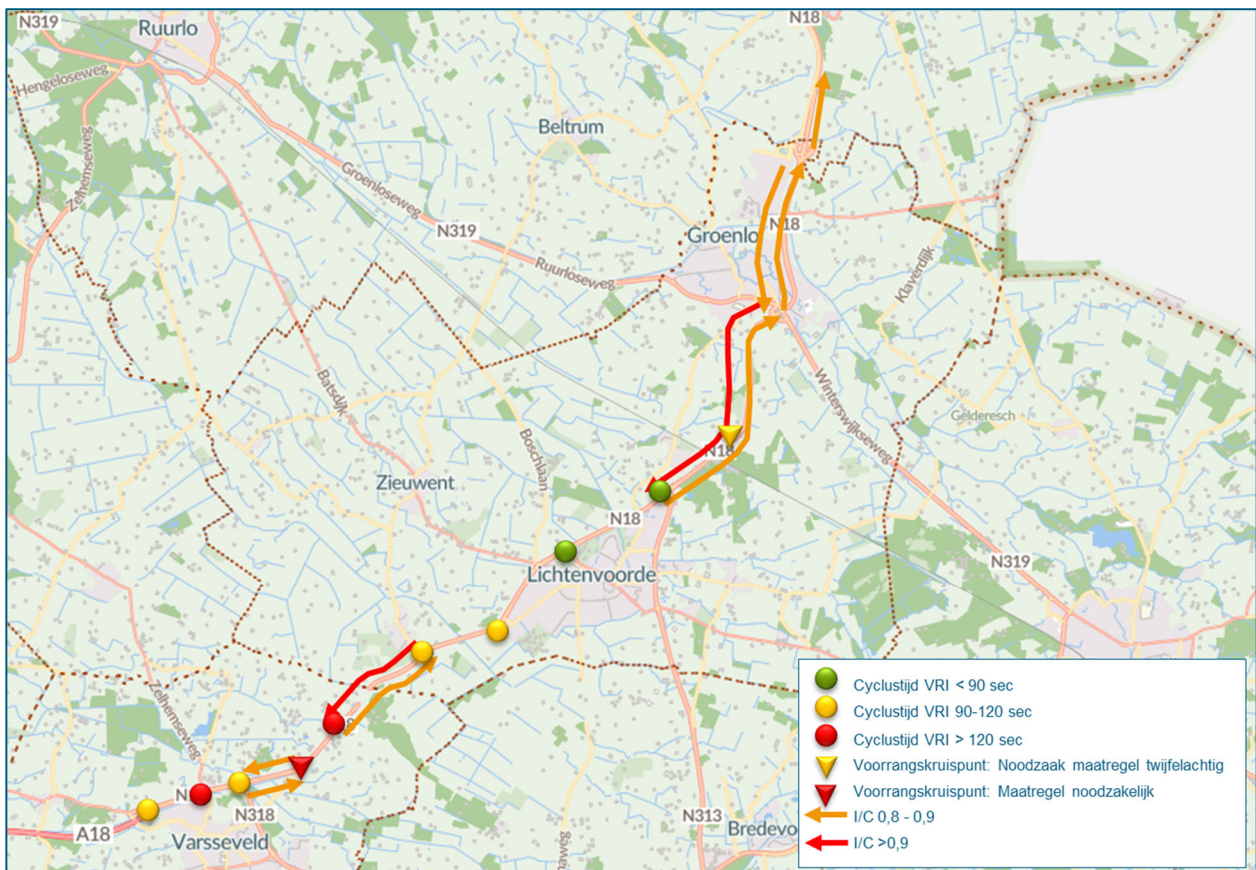 N319
Ruurlo
N18
Hengeloseweg
Zelhemseweg
Beltrum
Groenloseweg
N319
N18
Groenlo
Ruurloseweg
Klaverdijk
Batsdijk
Boschlaan
Winterswijkseweg
Gelderesch
N18
Zieuwent
N18
N319
Lichtenvoorde
Zelhemseweg
N
N318
A18
Varsseveld
N313
Bredevoo
Cyclustijd VRI < 90 sec
Cyclustijd VRI 90-120 sec
Cyclustijd VRI > 120 sec
Voorrangskruispunt: Noodzaak maatregel twijfelachtig
Voorrangskruispunt: Maatregel noodzakelijk
I/C 0,8 - 0,9
I/C >0,9